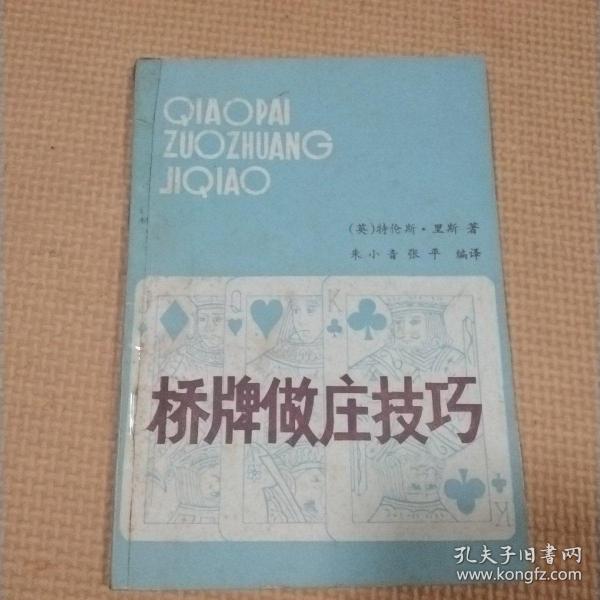 QIAOPAI
ZUOZHUANG
JIQIAO
(英)特伦斯·里斯 著
朱小音 张平 编译
Q
K
桥牌做庄技巧
K
孔夫子旧书网
www.kongfz.com